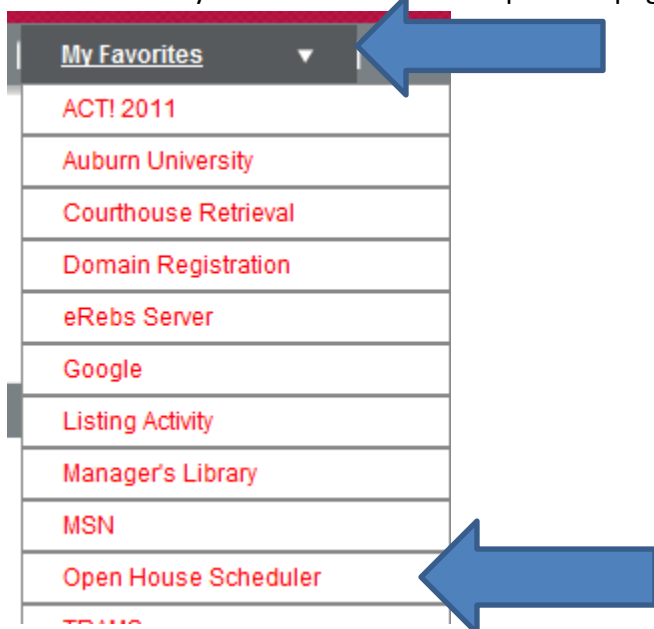 My Favorites
ACT! 2011
Auburn University
Courthouse Retrieval
Domain Registration
eRebs Server
Google
Listing Activity
Manager's Library
MSN
Open House Scheduler